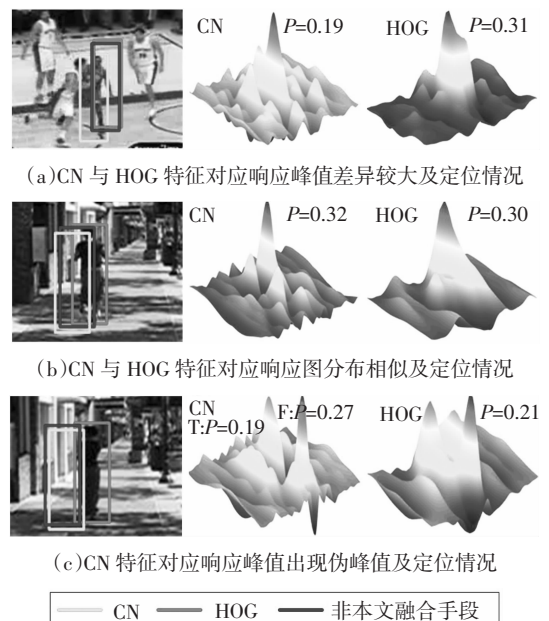 CN P=0.19 HOG P=0.31
(a)CN 与 HOG 特征对应响应峰值差异较大及定位情况
CN P=0.32 HOG P=0.30
(b)CN 与 HOG 特征对应响应图分布相似及定位情况
CN F:P=0.27 HOG P=0.21
T:P=0.19
(c)CN 特征对应响应峰值出现伪峰值及定位情况
CN HOG 非本文融合手段